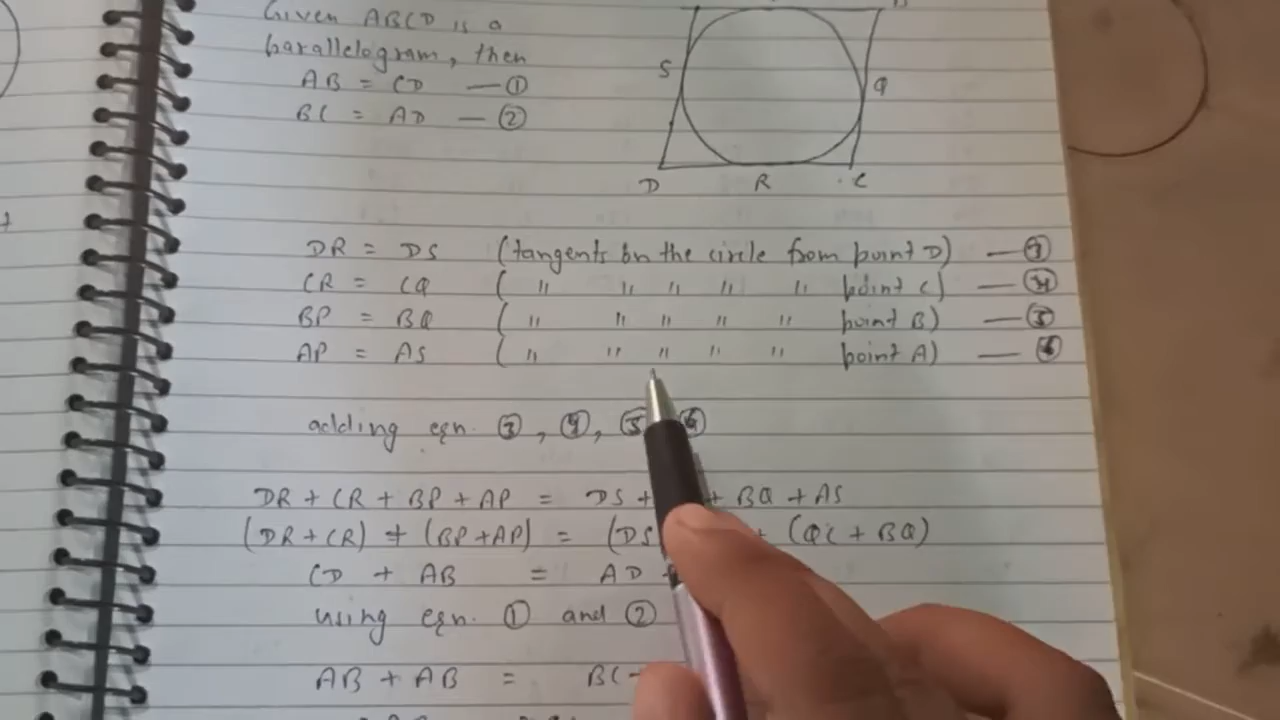 Given ABCD is a
parallelogram, then
AB = CD — ①
BC = AD — ②
S
Q
D R C
DR = DS (tangents on the circle from point D) — ③
CR = CQ ( " " " " " point C) — ④
BP = BQ ( " " " " " point B) — ⑤
AP = AS ( " " " " " point A) — ⑥
adding eqn. ③, ④, ⑤ ⑥
DR + CR + BP + AP = DS + + BQ + AS
(DR+CR) + (BP+AP) = (DS + (QC + BQ)
CD + AB = AD +
using eqn. ① and ②
AB + AB = BC